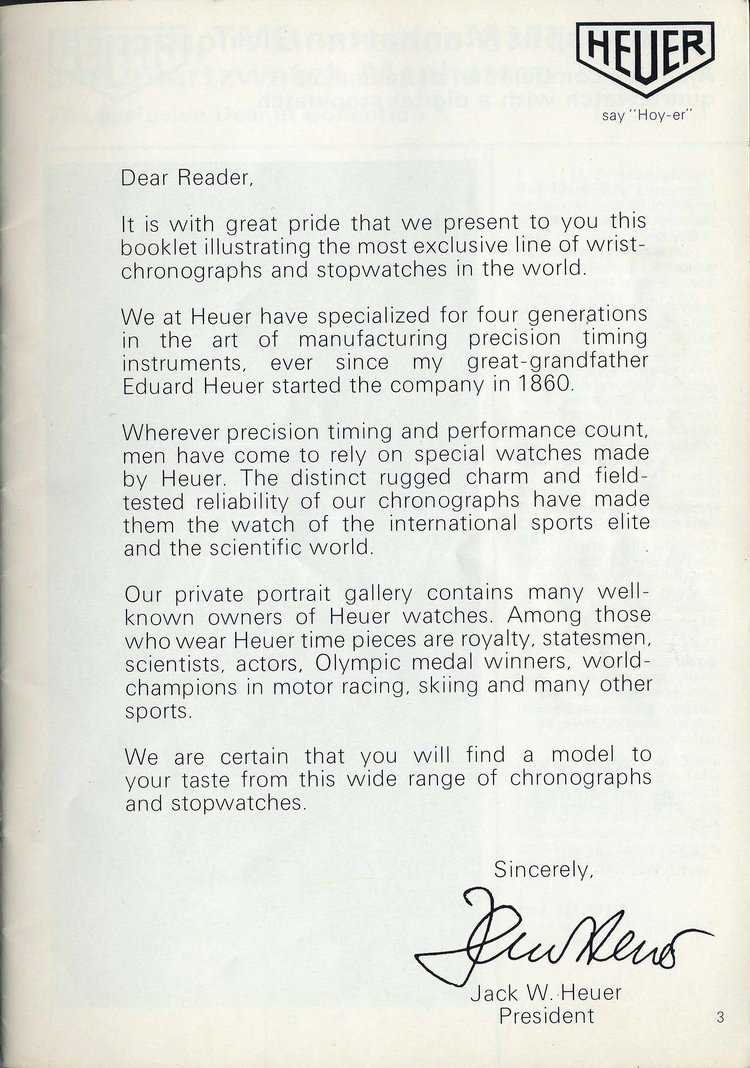 HEUER
say "Hoy-er"
Dear Reader,
It is with great pride that we present to you this
booklet illustrating the most exclusive line of wrist-
chronographs and stopwatches in the world.
We at Heuer have specialized for four generations
in the art of manufacturing precision timing
instruments, ever since my great-grandfather
Eduard Heuer started the company in 1860.
Wherever precision timing and performance count,
men have come to rely on special watches made
by Heuer. The distinct rugged charm and field-
tested reliability of our chronographs have made
them the watch of the international sports elite
and the scientific world.
Our private portrait gallery contains many well-
known owners of Heuer watches. Among those
who wear Heuer time pieces are royalty, statesmen,
scientists, actors, Olympic medal winners, world-
champions in motor racing, skiing and many other
sports.
We are certain that you will find a model to
your taste from this wide range of chronographs
and stopwatches.
Sincerely,
Jack W. Heuer
President
3